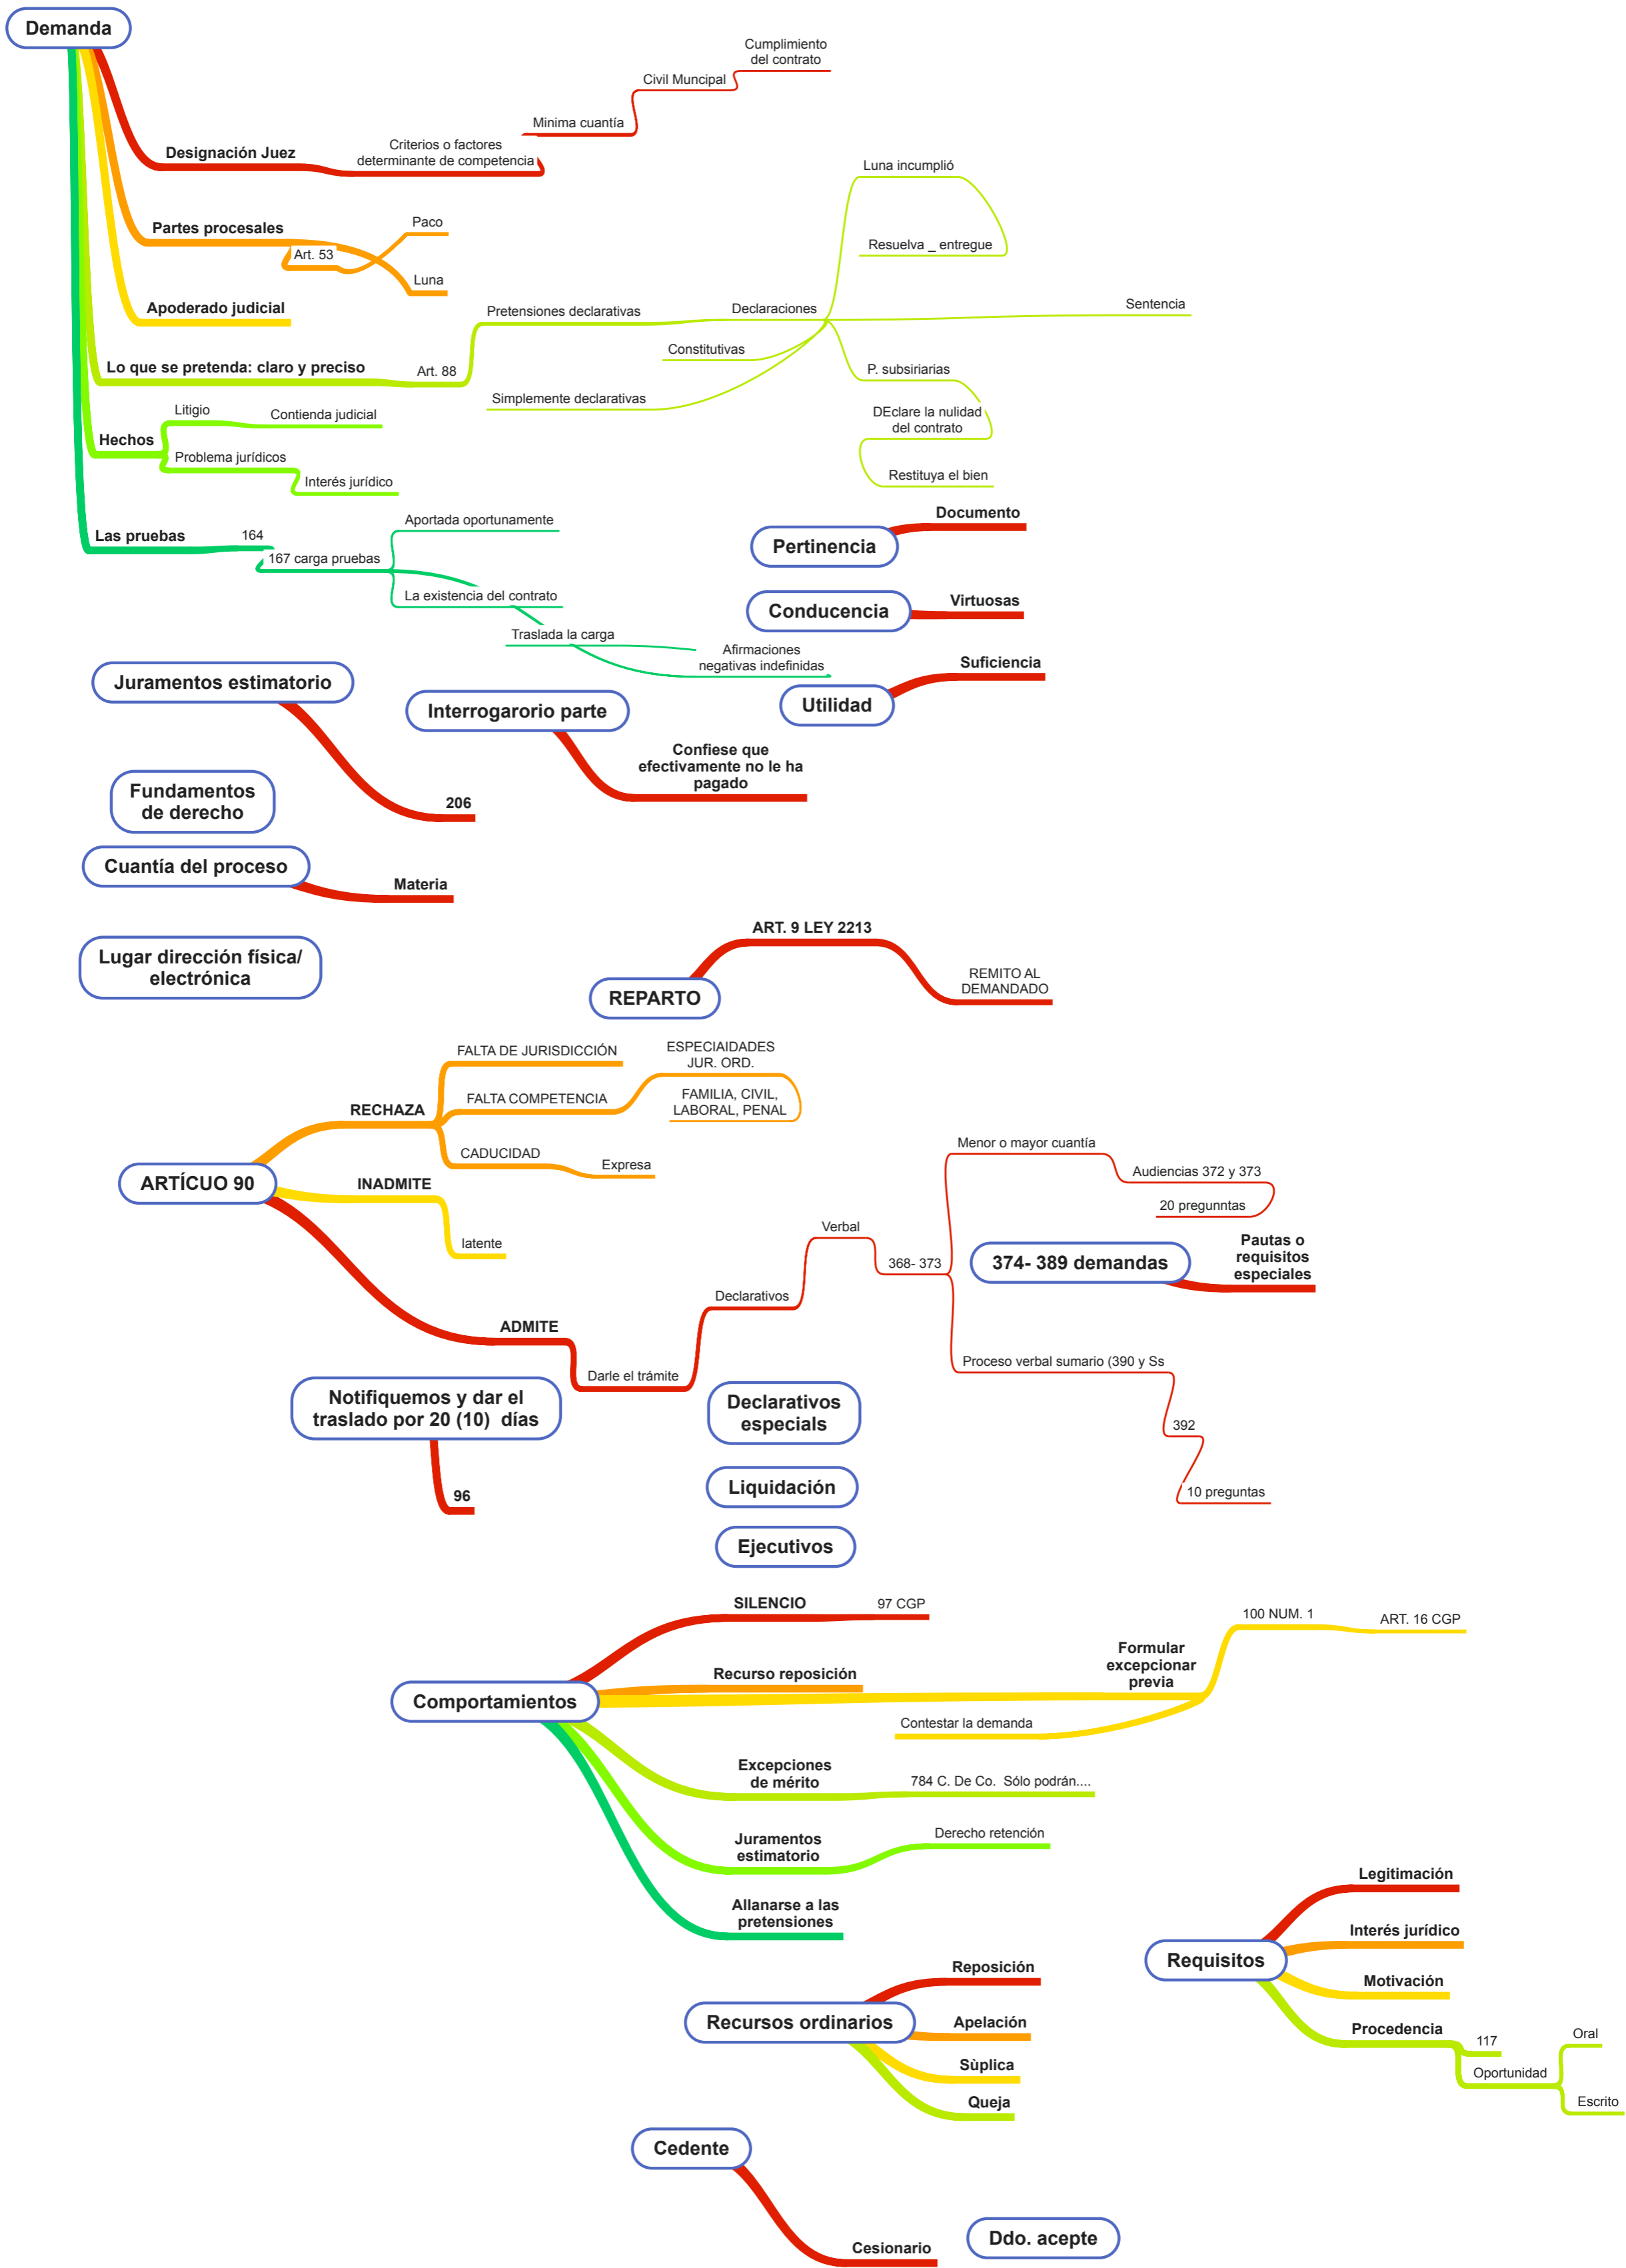 Demanda
Cumplimiento
del contrato
Civil Muncipal
Minima cuantía
Designación Juez
Criterios o factores
determinante de competencia
Luna incumplió
Resuelva _ entregue
Partes procesales
Art. 53
Paco
Luna
Apoderado judicial
Lo que se pretenda: claro y preciso
Art. 88
Pretensiones declarativas
Declaraciones
Sentencia
Constitutivas
Simplemente declarativas
P. subsiriarias
DEclare la nulidad
del contrato
Restituya el bien
Hechos
Litigio
Contienda judicial
Problema jurídicos
Interés jurídico
Las pruebas
164
167 carga pruebas
Aportada oportunamente
La existencia del contrato
Traslada la carga
Afirmaciones
negativas indefinidas
Pertinencia
Documento
Conducencia
Virtuosas
Utilidad
Suficiencia
Juramentos estimatorio
206
Interrogarorio parte
Confiese que
efectivamente no le ha
pagado
Fundamentos
de derecho
Cuantía del proceso
Materia
Lugar dirección física/
electrónica
REPARTO
ART. 9 LEY 2213
REMITO AL
DEMANDADO
ARTÍCUO 90
RECHAZA
FALTA DE JURISDICCIÓN
FALTA COMPETENCIA
ESPECIAIDADES
JUR. ORD.
FAMILIA, CIVIL,
LABORAL, PENAL
CADUCIDAD
Expresa
INADMITE
latente
ADMITE
Darle el trámite
Declarativos
Verbal
368- 373
Menor o mayor cuantía
Audiencias 372 y 373
20 pregunntas
374- 389 demandas
Pautas o
requisitos
especiales
Proceso verbal sumario (390 y Ss
392
10 preguntas
Notifiquemos y dar el
traslado por 20 (10)  días
96
Declarativos
especials
Liquidación
Ejecutivos
Comportamientos
SILENCIO
97 CGP
Recurso reposición
Formular
excepcionar
previa
100 NUM. 1
ART. 16 CGP
Contestar la demanda
Excepciones
de mérito
784 C. De Co.  Sólo podrán....
Juramentos
estimatorio
Derecho retención
Allanarse a las
pretensiones
Requisitos
Legitimación
Interés jurídico
Motivación
Procedencia
117
Oportunidad
Oral
Escrito
Recursos ordinarios
Reposición
Apelación
Sùplica
Queja
Cedente
Cesionario
Ddo. acepte